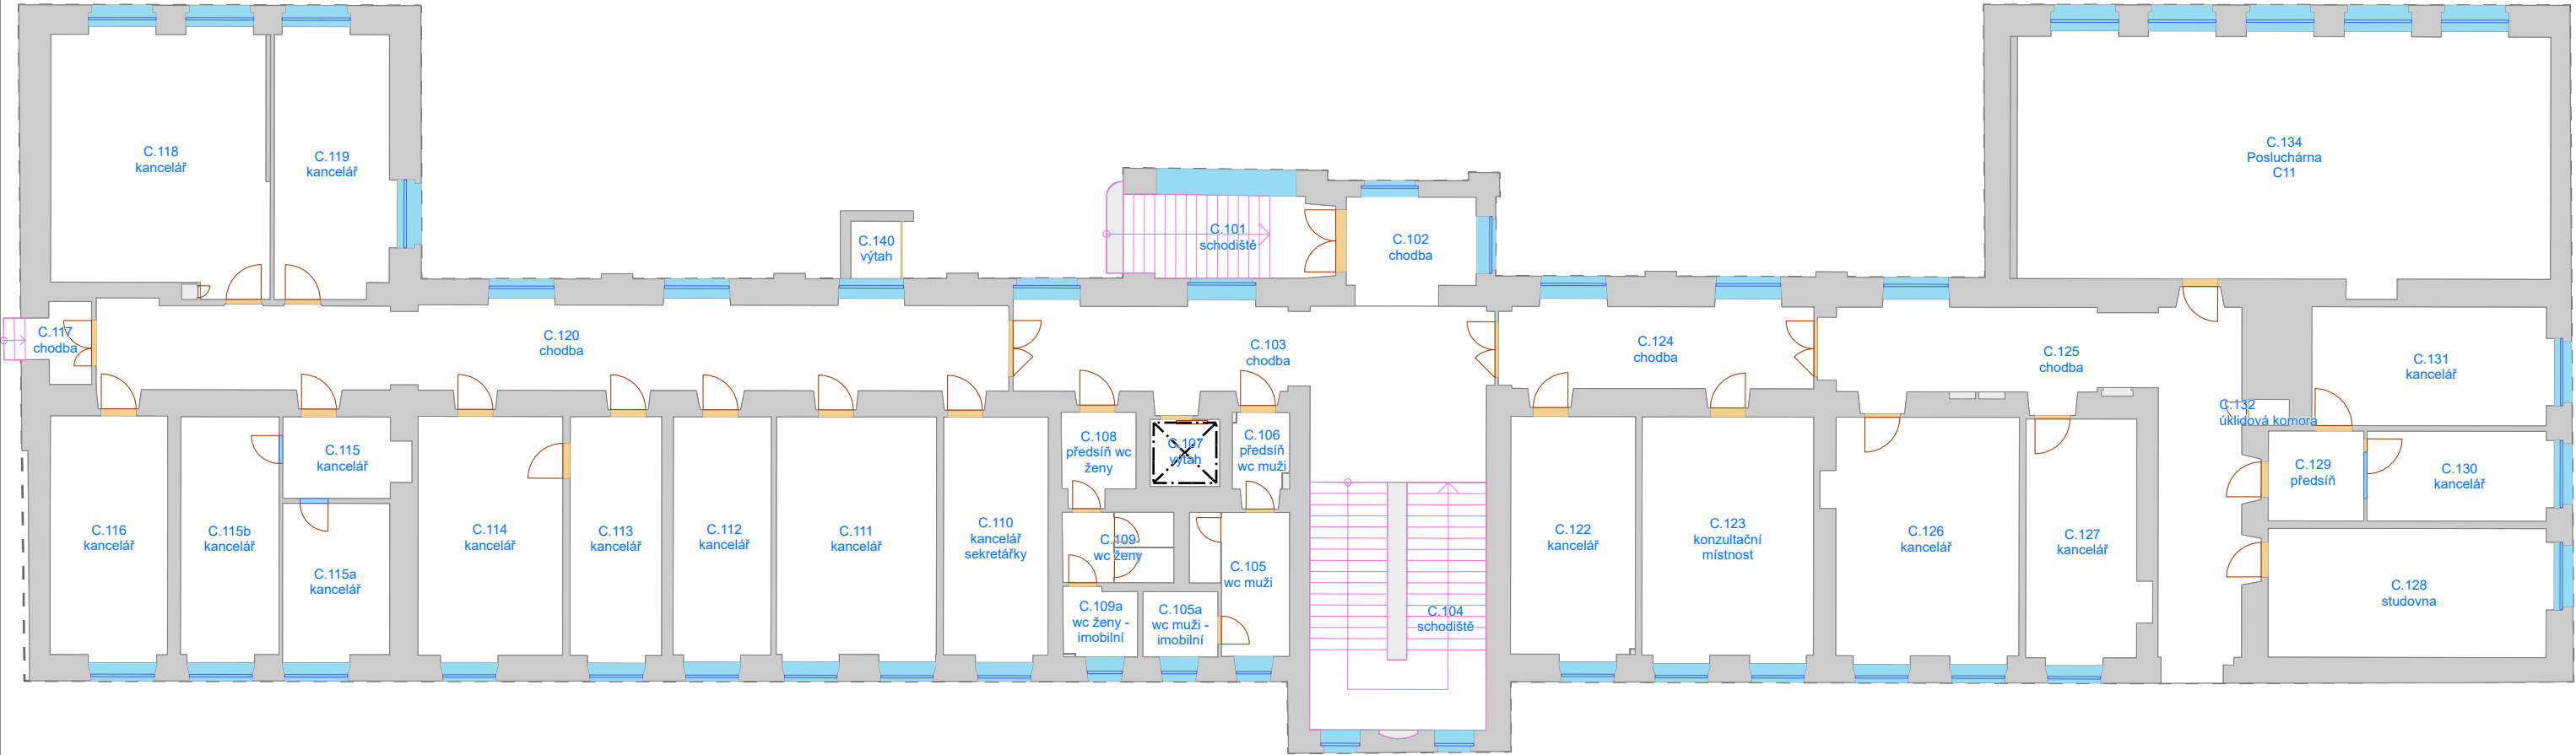 C.118
kancelář
C.119
kancelář
C.134
Posluchárna
C11
C.140
výtah
C.101
schodiště
C.102
chodba
C.117
chodba
C.120
chodba
C.103
chodba
C.124
chodba
C.125
chodba
C.131
kancelář
C.132
úklidová komora
C.116
kancelář
C.115b
kancelář
C.115
kancelář
C.115a
kancelář
C.114
kancelář
C.113
kancelář
C.112
kancelář
C.111
kancelář
C.110
kancelář
sekretářky
C.108
předsíň wc
ženy
C.107
výtah
C.106
předsíň
wc muži
C.109
wc ženy
C.105
wc muži
C.109a
wc ženy -
imobilní
C.105a
wc muži -
imobilní
C.104
schodiště
C.122
kancelář
C.123
konzultační
místnost
C.126
kancelář
C.127
kancelář
C.129
předsíň
C.130
kancelář
C.128
studovna